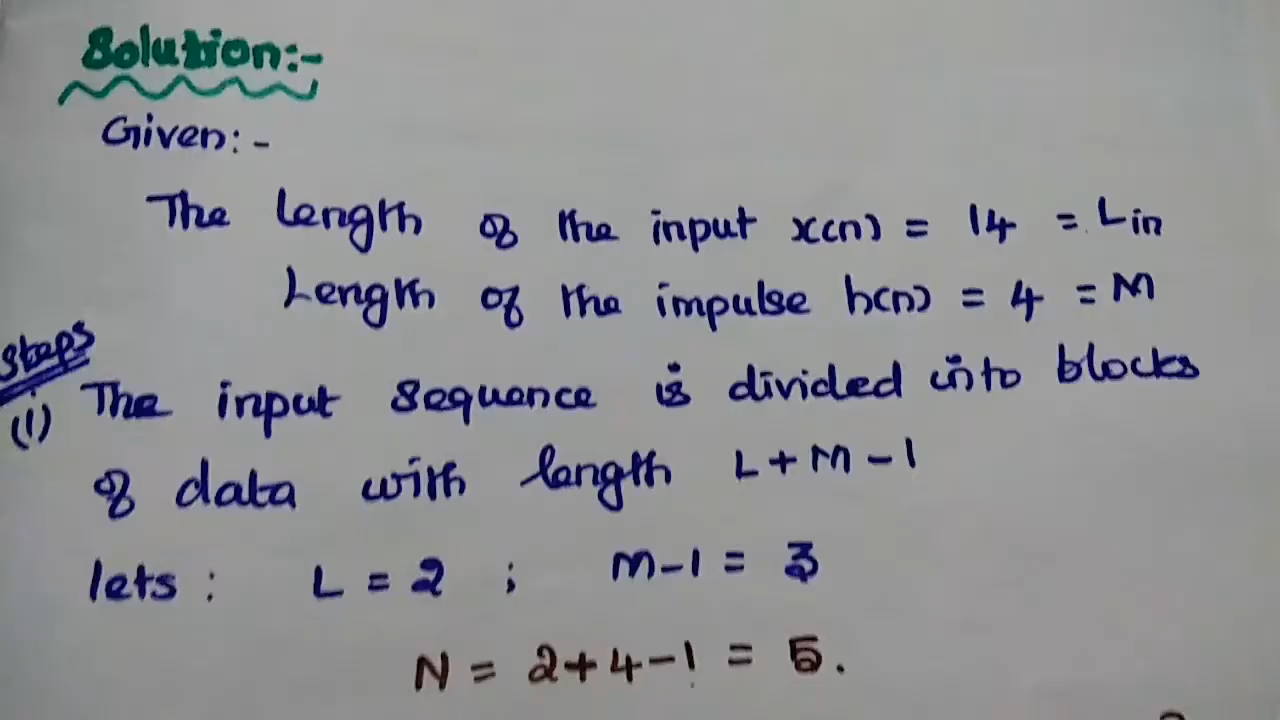 Solution:-
Given:-
The length of the input x(n) = 14 = Lin
Length of the impulse h(n) = 4 = M
Steps
(i) The input sequence is divided into blocks
of data with length L+M-1
lets : L = 2 ; M-1 = 3
N = 2+4-1 = 5.